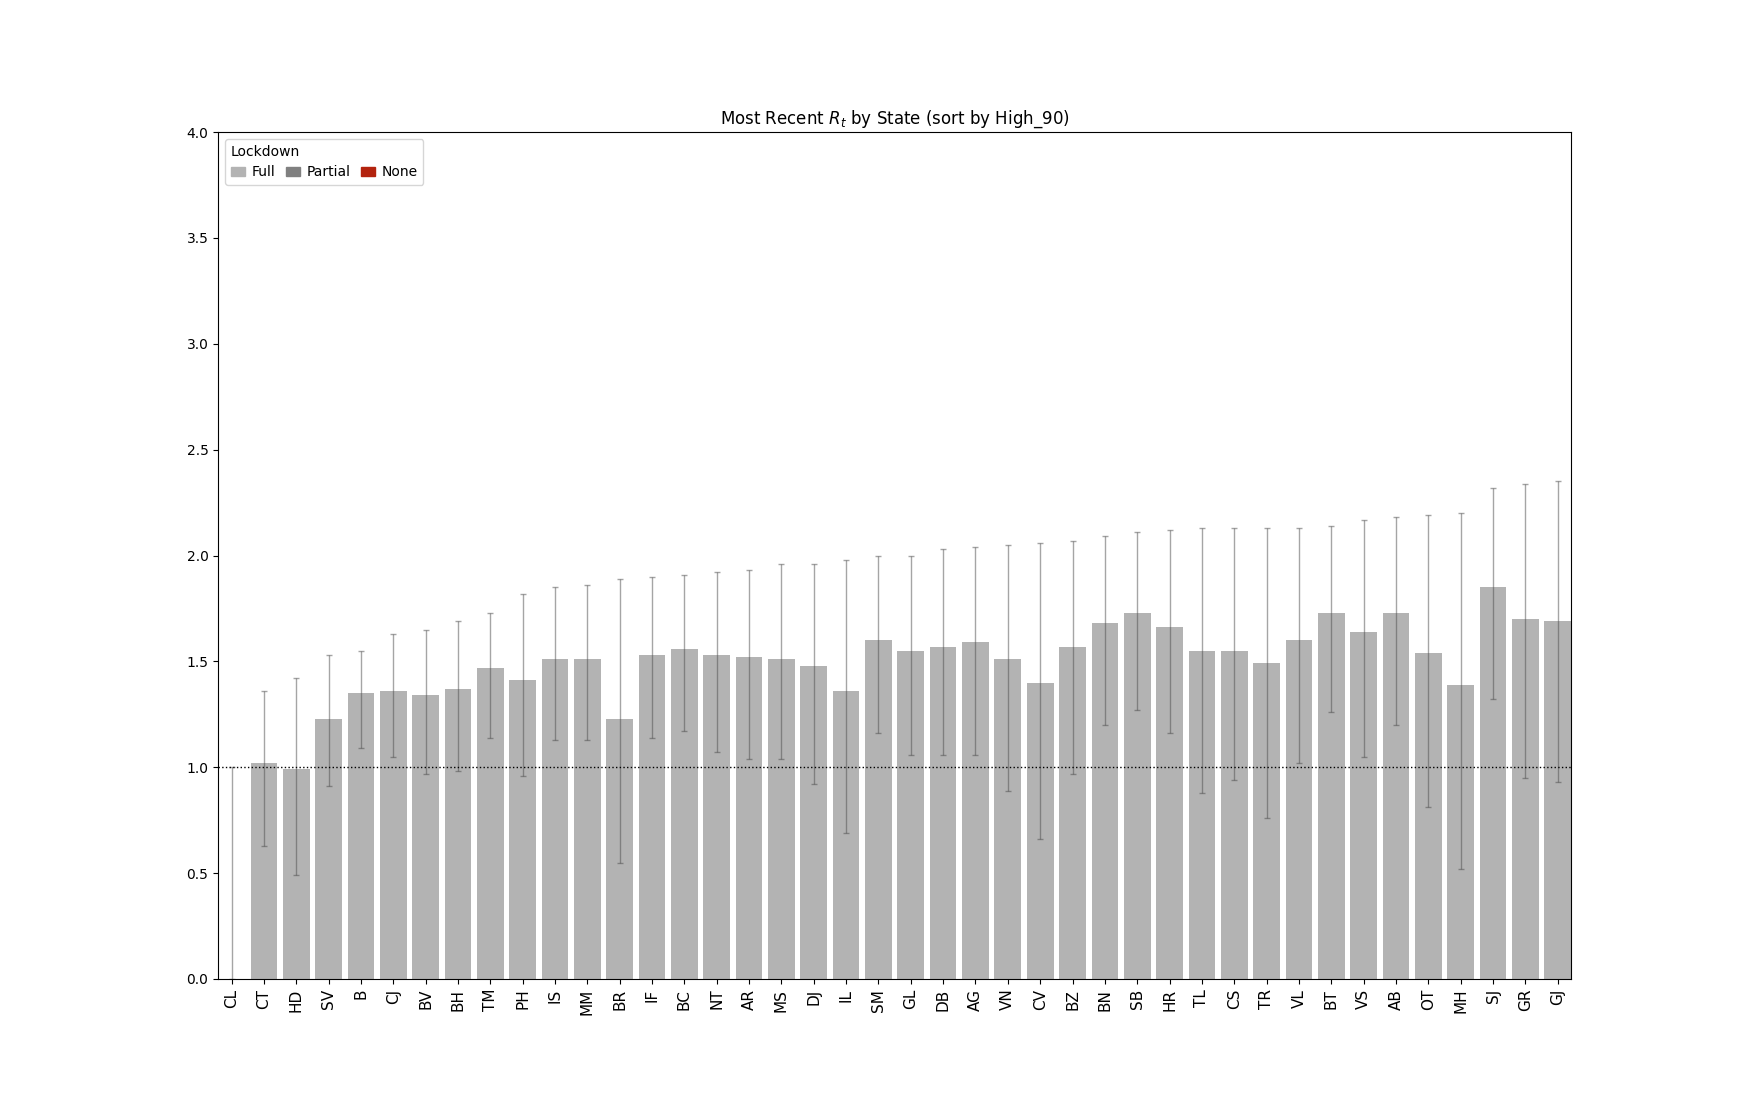 Most Recent R_t by State (sort by High_90)
4.0
Lockdown
Full Partial None
3.5
3.0
2.5
2.0
1.5
1.0
0.5
0.0
CL CT HD SV B CJ BV BH TM PH IS MM BR IF BC NT AR MS DJ IL SM GL DB AG VN CV BZ BN SB HR TL CS TR VL BT VS AB OT MH SJ GR GJ